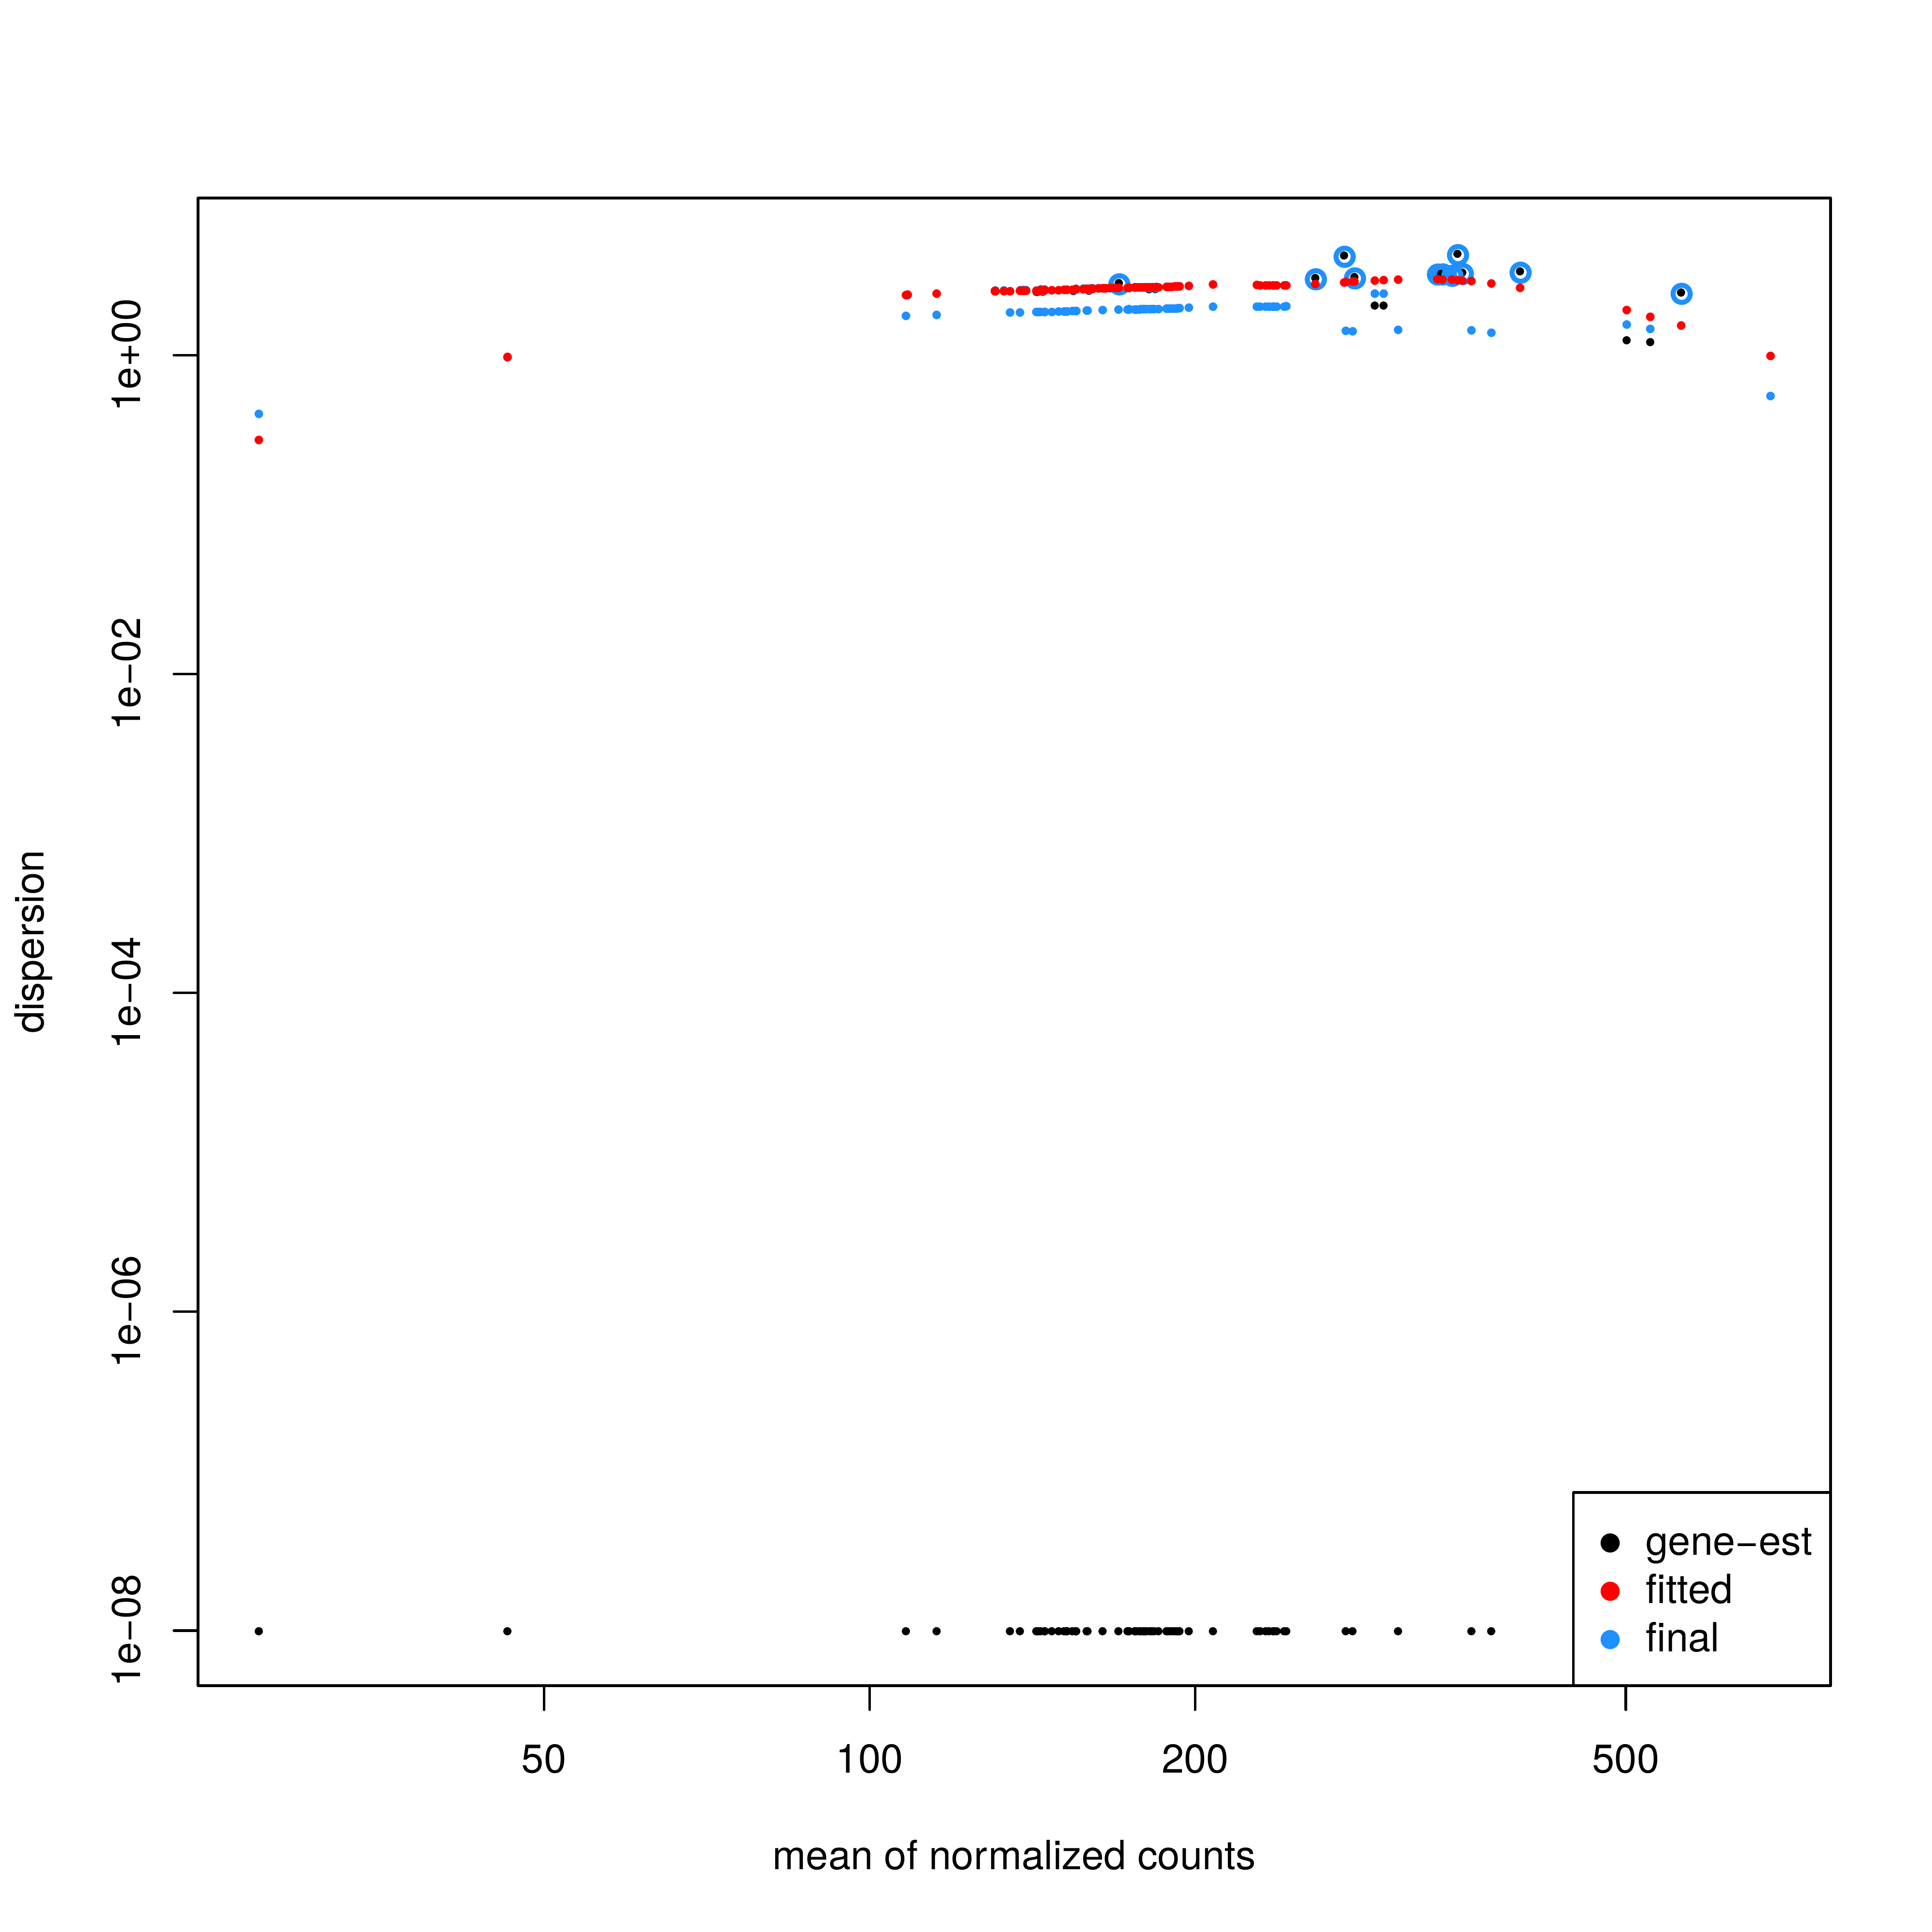 dispersion
1e+00
1e−02
1e−04
1e−06
1e−08
50 100 200 500
mean of normalized counts
gene−est
fitted
final